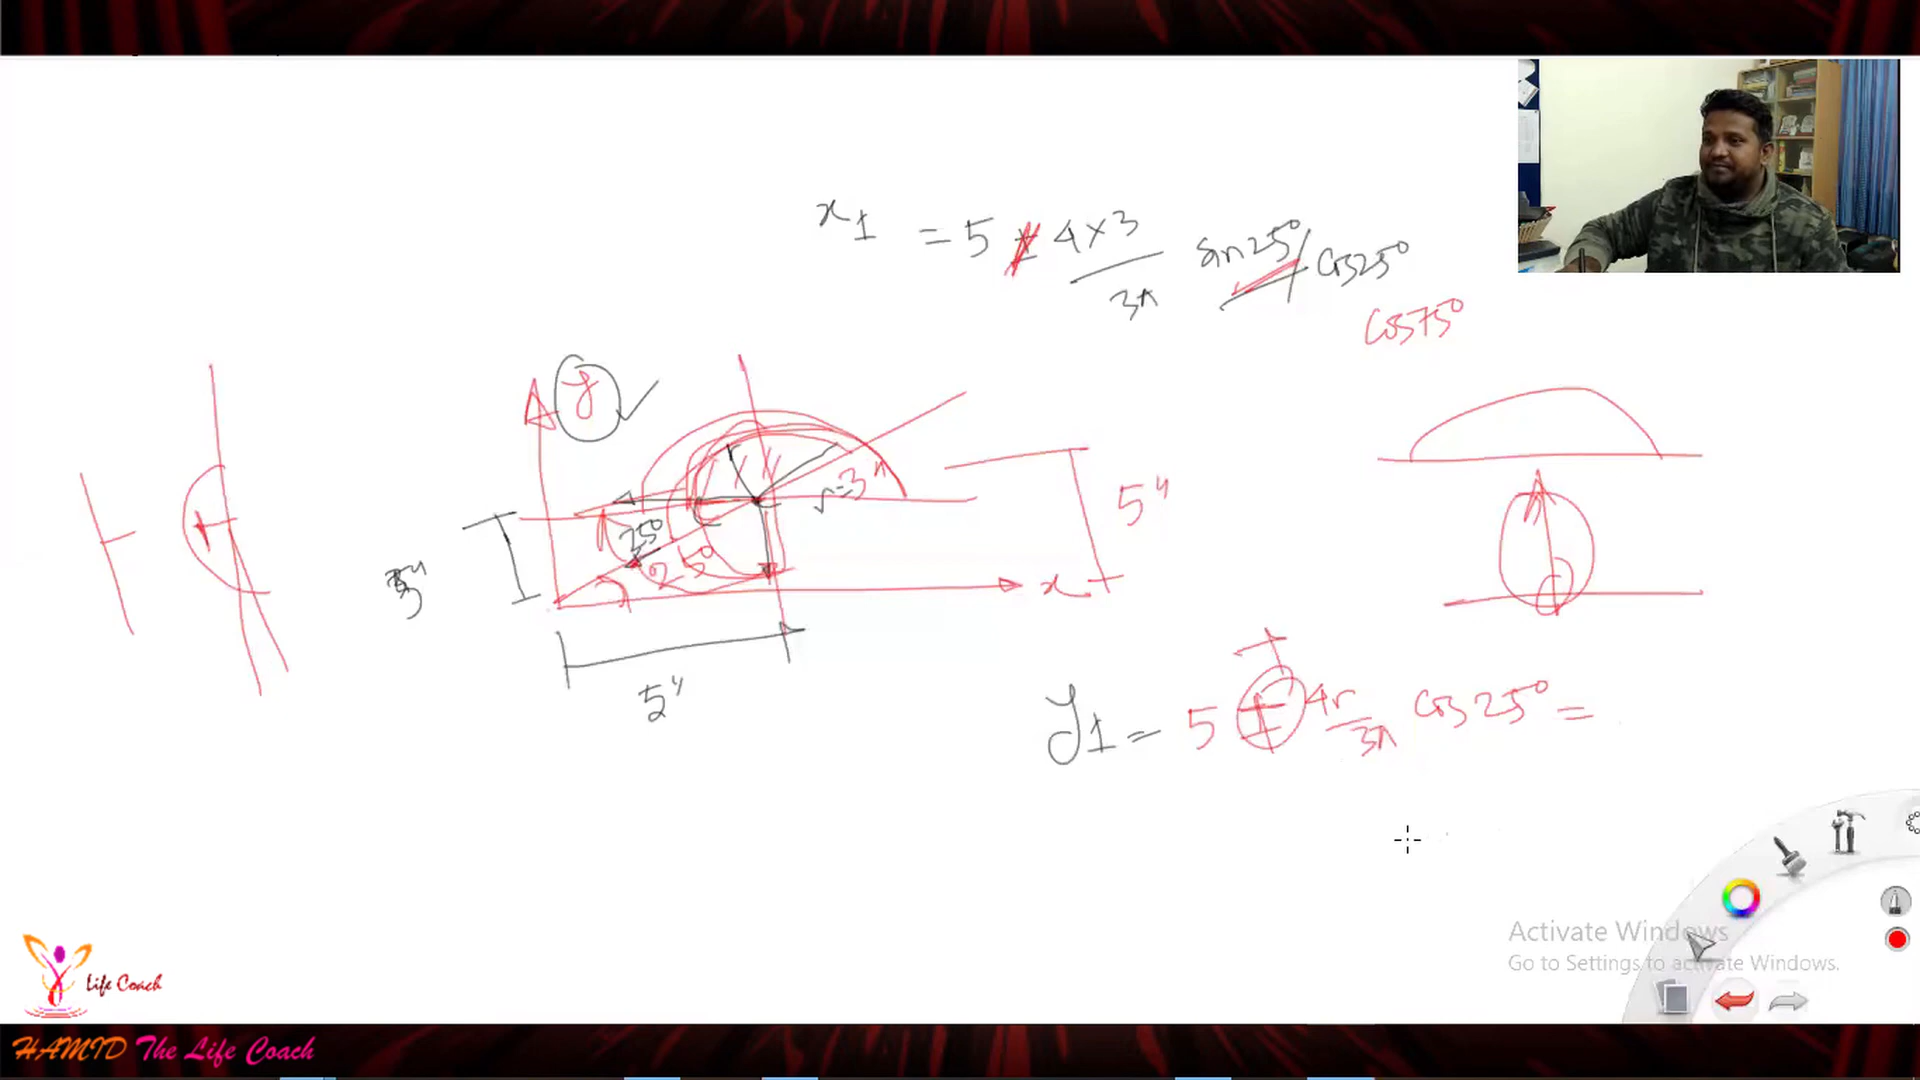 x1 = 5 + 4×3/3π sin25°/cos25°
cos75°
y
r=3"
5"
25°
25°
x
5"
y1 = 5 ± 4r/3π cos25° =
Activate Windows
Go to Settings to activate Windows.
Life Coach
HAMID The Life Coach